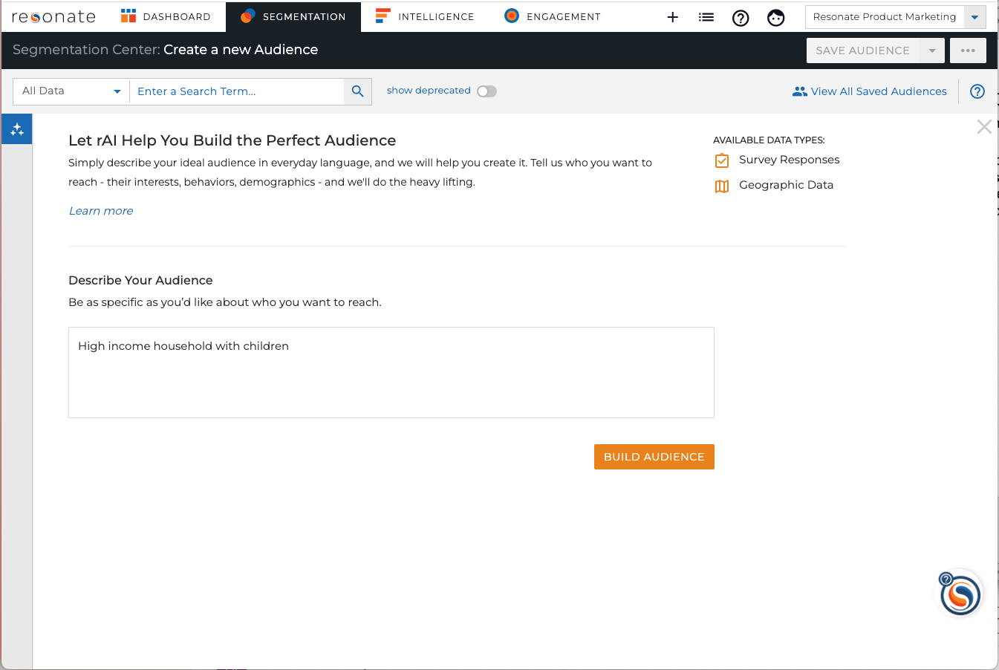 resonate
DASHBOARD
SEGMENTATION
INTELLIGENCE
ENGAGEMENT
Resonate Product Marketing
Segmentation Center: Create a new Audience
SAVE AUDIENCE
All Data
Enter a Search Term...
show deprecated
View All Saved Audiences
Let rAI Help You Build the Perfect Audience
Simply describe your ideal audience in everyday language, and we will help you create it. Tell us who you want to
reach - their interests, behaviors, demographics - and we'll do the heavy lifting.
Learn more
AVAILABLE DATA TYPES:
Survey Responses
Geographic Data
Describe Your Audience
Be as specific as you’d like about who you want to reach.
High income household with children
BUILD AUDIENCE